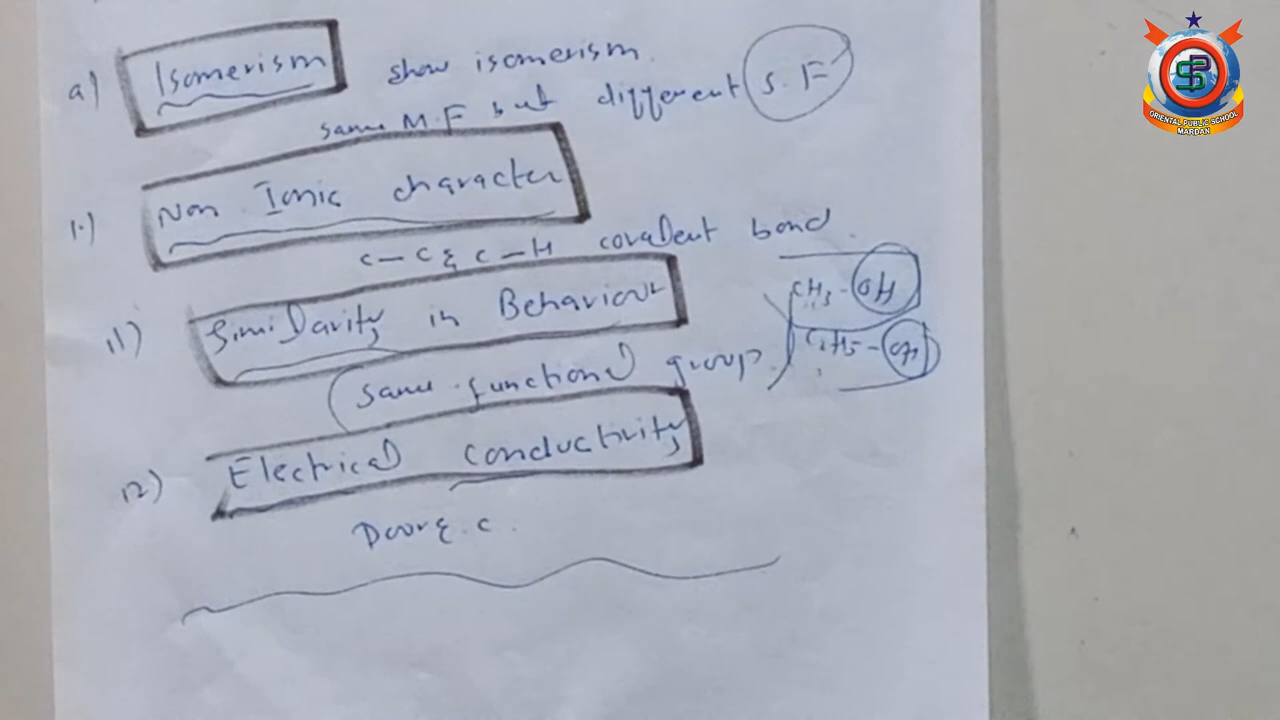 a) Isomerism show isomerism.
same M.F but different S.F
10) Non Ionic character
C-C & C-H covalent bond.
11) Similarity in Behaviour
same functional group.
CH3-OH
C2H5-OH
12) Electrical conductivity
Poor E.C.
ORIENTAL PUBLIC SCHOOL
MARDAN